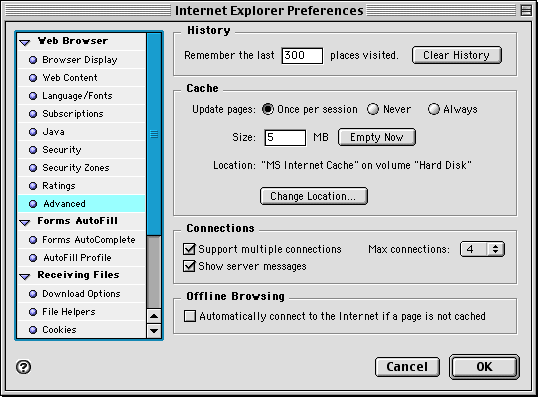 Internet Explorer Preferences
Web Browser
Browser Display
Web Content
Language/Fonts
Subscriptions
Java
Security
Security Zones
Ratings
Advanced
Forms AutoFill
Forms AutoComplete
AutoFill Profile
Receiving Files
Download Options
File Helpers
Cookies
History
Remember the last 300 places visited. Clear History
Cache
Update pages: Once per session Never Always
Size: 5 MB Empty Now
Location: "MS Internet Cache" on volume "Hard Disk"
Change Location...
Connections
Support multiple connections Max connections: 4
Show server messages
Offline Browsing
Automatically connect to the Internet if a page is not cached
? Cancel OK